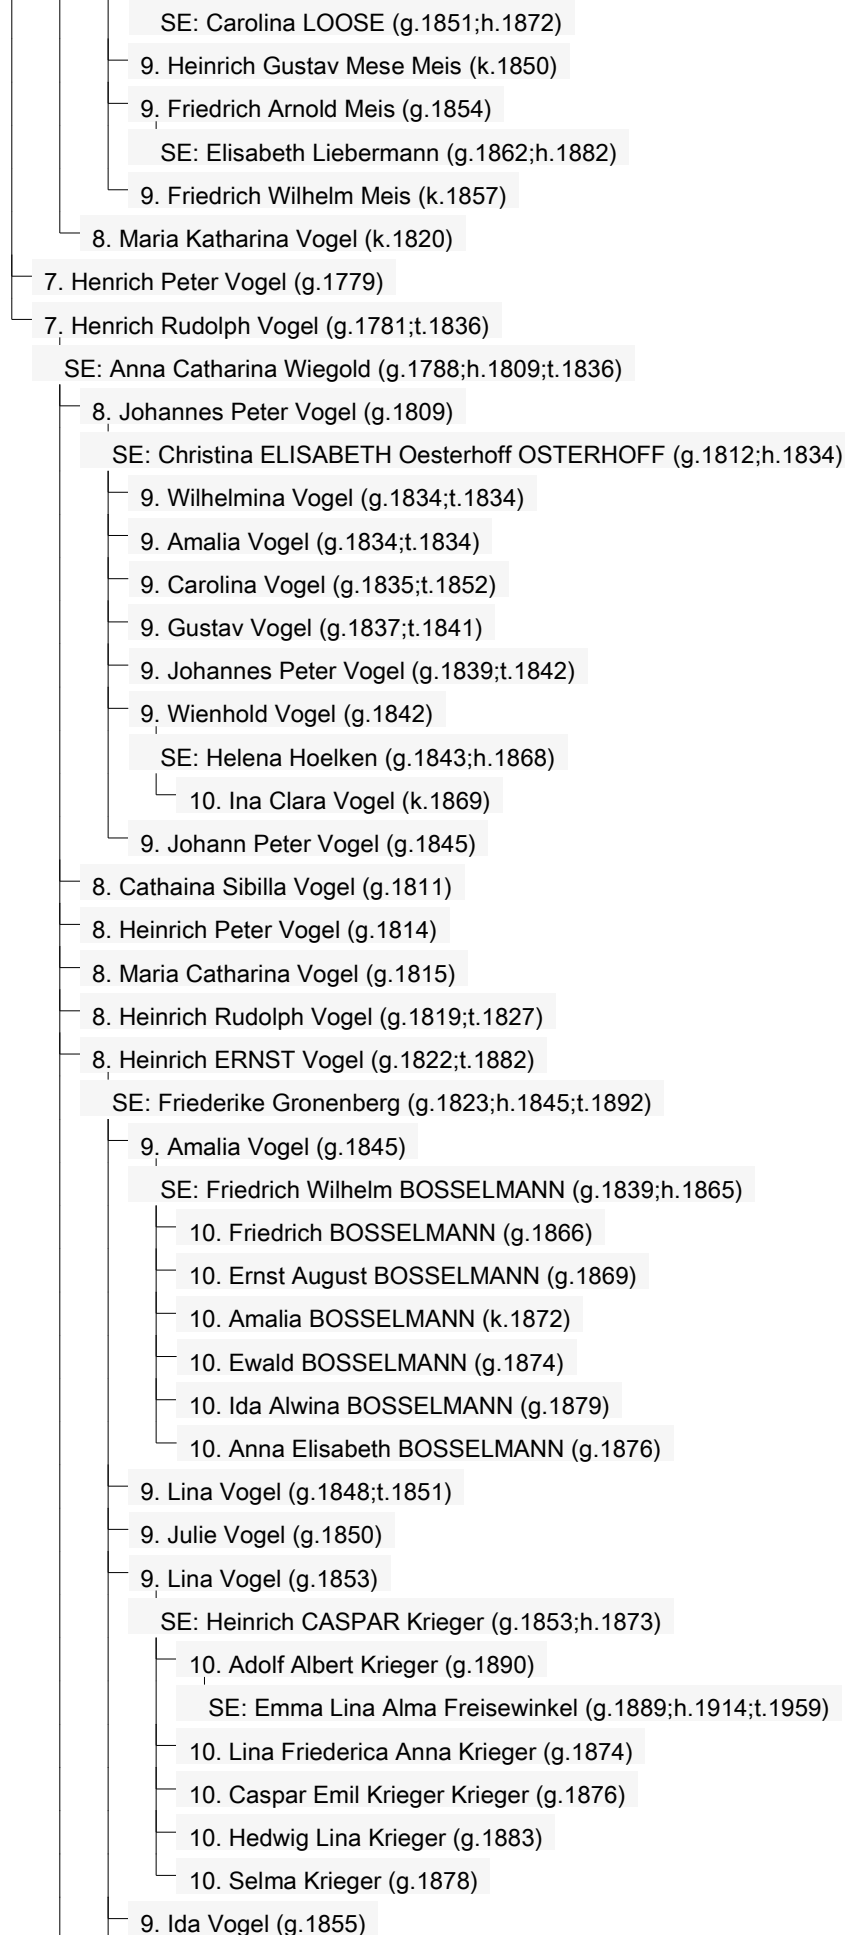 SE: Carolina LOOSE (g.1851;h.1872)
9. Heinrich Gustav Mese Meis (k.1850)
9. Friedrich Arnold Meis (g.1854)
SE: Elisabeth Liebermann (g.1862;h.1882)
9. Friedrich Wilhelm Meis (k.1857)
8. Maria Katharina Vogel (k.1820)
7. Henrich Peter Vogel (g.1779)
7. Henrich Rudolph Vogel (g.1781;t.1836)
SE: Anna Catharina Wiegold (g.1788;h.1809;t.1836)
8. Johannes Peter Vogel (g.1809)
SE: Christina ELISABETH Oesterhoff OSTERHOFF (g.1812;h.1834)
9. Wilhelmina Vogel (g.1834;t.1834)
9. Amalia Vogel (g.1834;t.1834)
9. Carolina Vogel (g.1835;t.1852)
9. Gustav Vogel (g.1837;t.1841)
9. Johannes Peter Vogel (g.1839;t.1842)
9. Wienhold Vogel (g.1842)
SE: Helena Hoelken (g.1843;h.1868)
10. Ina Clara Vogel (k.1869)
9. Johann Peter Vogel (g.1845)
8. Cathaina Sibilla Vogel (g.1811)
8. Heinrich Peter Vogel (g.1814)
8. Maria Catharina Vogel (g.1815)
8. Heinrich Rudolph Vogel (g.1819;t.1827)
8. Heinrich ERNST Vogel (g.1822;t.1882)
SE: Friederike Gronenberg (g.1823;h.1845;t.1892)
9. Amalia Vogel (g.1845)
SE: Friedrich Wilhelm BOSSELMANN (g.1839;h.1865)
10. Friedrich BOSSELMANN (g.1866)
10. Ernst August BOSSELMANN (g.1869)
10. Amalia BOSSELMANN (k.1872)
10. Ewald BOSSELMANN (g.1874)
10. Ida Alwina BOSSELMANN (g.1879)
10. Anna Elisabeth BOSSELMANN (g.1876)
9. Lina Vogel (g.1848;t.1851)
9. Julie Vogel (g.1850)
9. Lina Vogel (g.1853)
SE: Heinrich CASPAR Krieger (g.1853;h.1873)
10. Adolf Albert Krieger (g.1890)
SE: Emma Lina Alma Freisewinkel (g.1889;h.1914;t.1959)
10. Lina Friederica Anna Krieger (g.1874)
10. Caspar Emil Krieger Krieger (g.1876)
10. Hedwig Lina Krieger (g.1883)
10. Selma Krieger (g.1878)
9. Ida Vogel (g.1855)